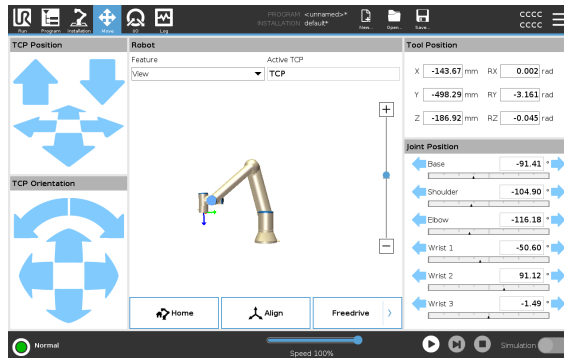 UR
PROGRAM <unnamed>*
INSTALLATION default*
CCCC
CCCC
Run Program Installation Move I/O Log New... Open... Save...
TCP Position
Robot
Tool Position
Feature
Active TCP
View
TCP
X -143.67 mm RX 0.002 rad
Y -498.29 mm RY -3.161 rad
Z -186.92 mm RZ -0.045 rad
Joint Position
Base -91.41 °
Shoulder -104.90 °
Elbow -116.18 °
Wrist 1 -50.60 °
Wrist 2 91.12 °
Wrist 3 -1.49 °
TCP Orientation
Home
Align
Freedrive
Normal
Speed 100%
Simulation